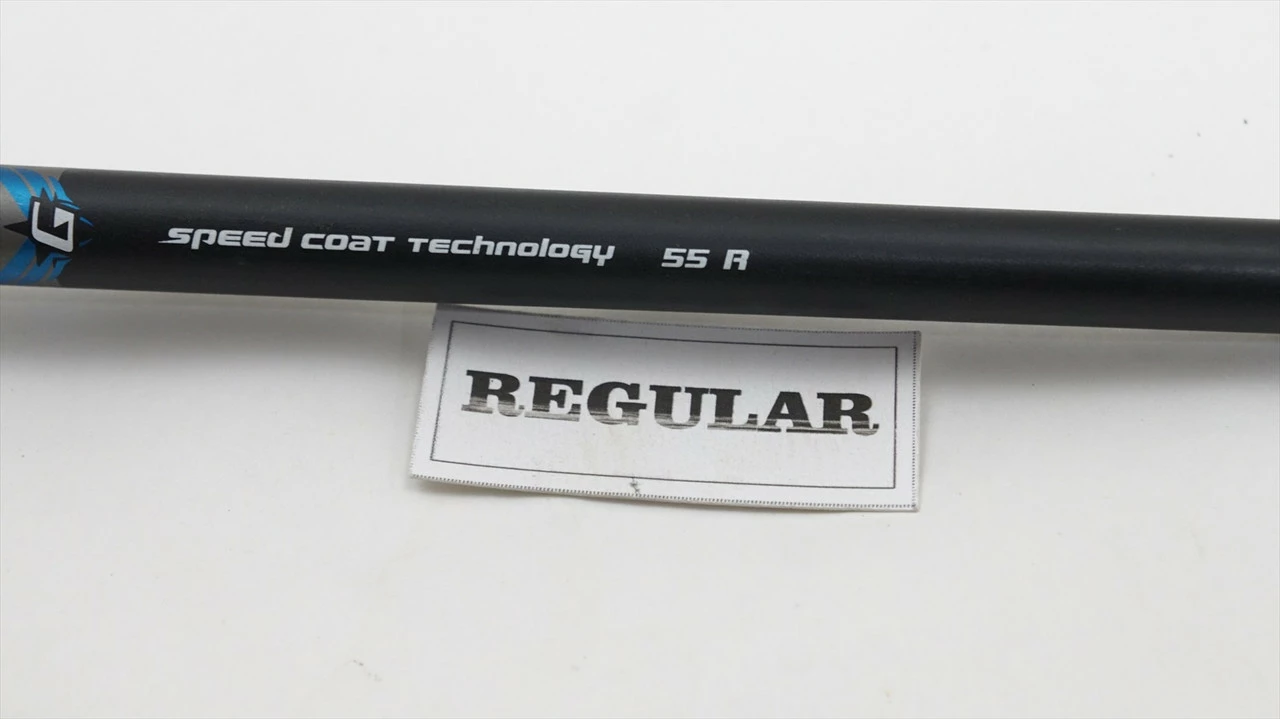 G
speed coat technology 55 R
REGULAR